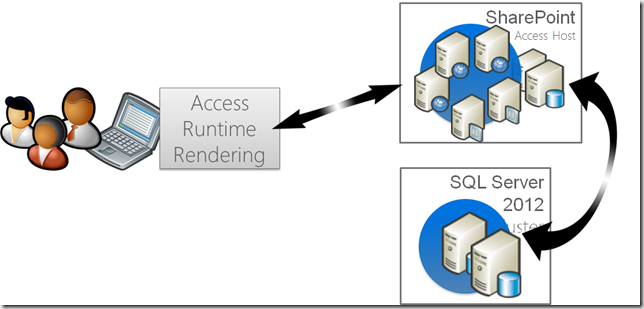 SharePoint
Access Host
Access
Runtime
Rendering
SQL Server
2012